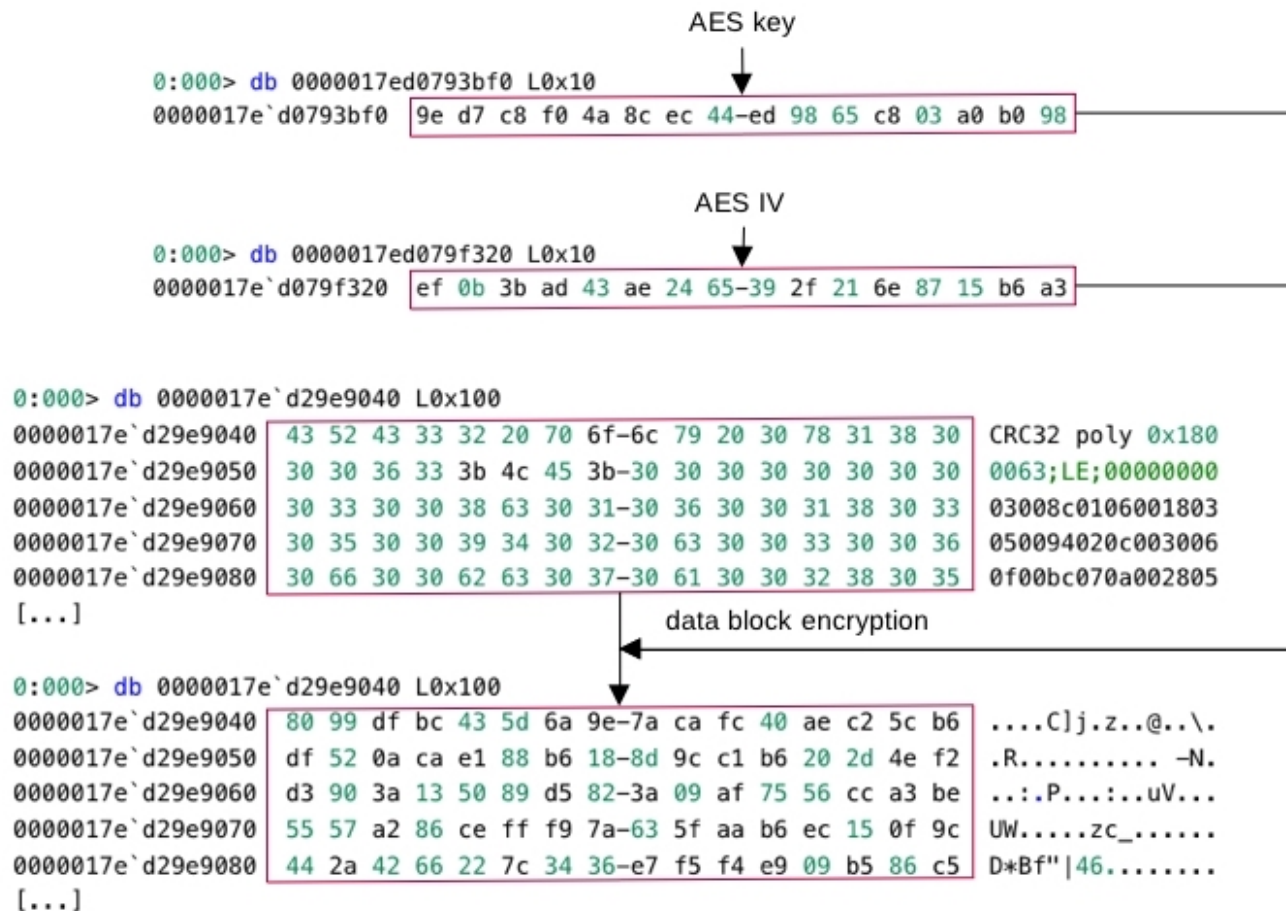 AES key
0:000> db 0000017ed0793bf0 L0x10
0000017e`d0793bf0 9e d7 c8 f0 4a 8c ec 44-ed 98 65 c8 03 a0 b0 98
AES IV
0:000> db 0000017ed079f320 L0x10
0000017e`d079f320 ef 0b 3b ad 43 ae 24 65-39 2f 21 6e 87 15 b6 a3
0:000> db 0000017e`d29e9040 L0x100
0000017e`d29e9040 43 52 43 33 32 20 70 6f-6c 79 20 30 78 31 38 30 CRC32 poly 0x180
0000017e`d29e9050 30 30 36 33 3b 4c 45 3b-30 30 30 30 30 30 30 30 0063;LE;00000000
0000017e`d29e9060 30 33 30 30 38 63 30 31-30 36 30 30 31 38 30 33 03008c0106001803
0000017e`d29e9070 30 35 30 30 39 34 30 32-30 63 30 30 33 30 30 36 050094020c003006
0000017e`d29e9080 30 66 30 30 62 63 30 37-30 61 30 30 32 38 30 35 0f00bc070a002805
[...]
data block encryption
0:000> db 0000017e`d29e9040 L0x100
0000017e`d29e9040 80 99 df bc 43 5d 6a 9e-7a ca fc 40 ae c2 5c b6 ....C]j.z..@..\.
0000017e`d29e9050 df 52 0a ca e1 88 b6 18-8d 9c c1 b6 20 2d 4e f2 .R.......... -N.
0000017e`d29e9060 d3 90 3a 13 50 89 d5 82-3a 09 af 75 56 cc a3 be ..:.P...:..uV...
0000017e`d29e9070 55 57 a2 86 ce ff f9 7a-63 5f aa b6 ec 15 0f 9c UW.....zc_......
0000017e`d29e9080 44 2a 42 66 22 7c 34 36-e7 f5 f4 e9 09 b5 86 c5 D*Bf"|46........
[...]